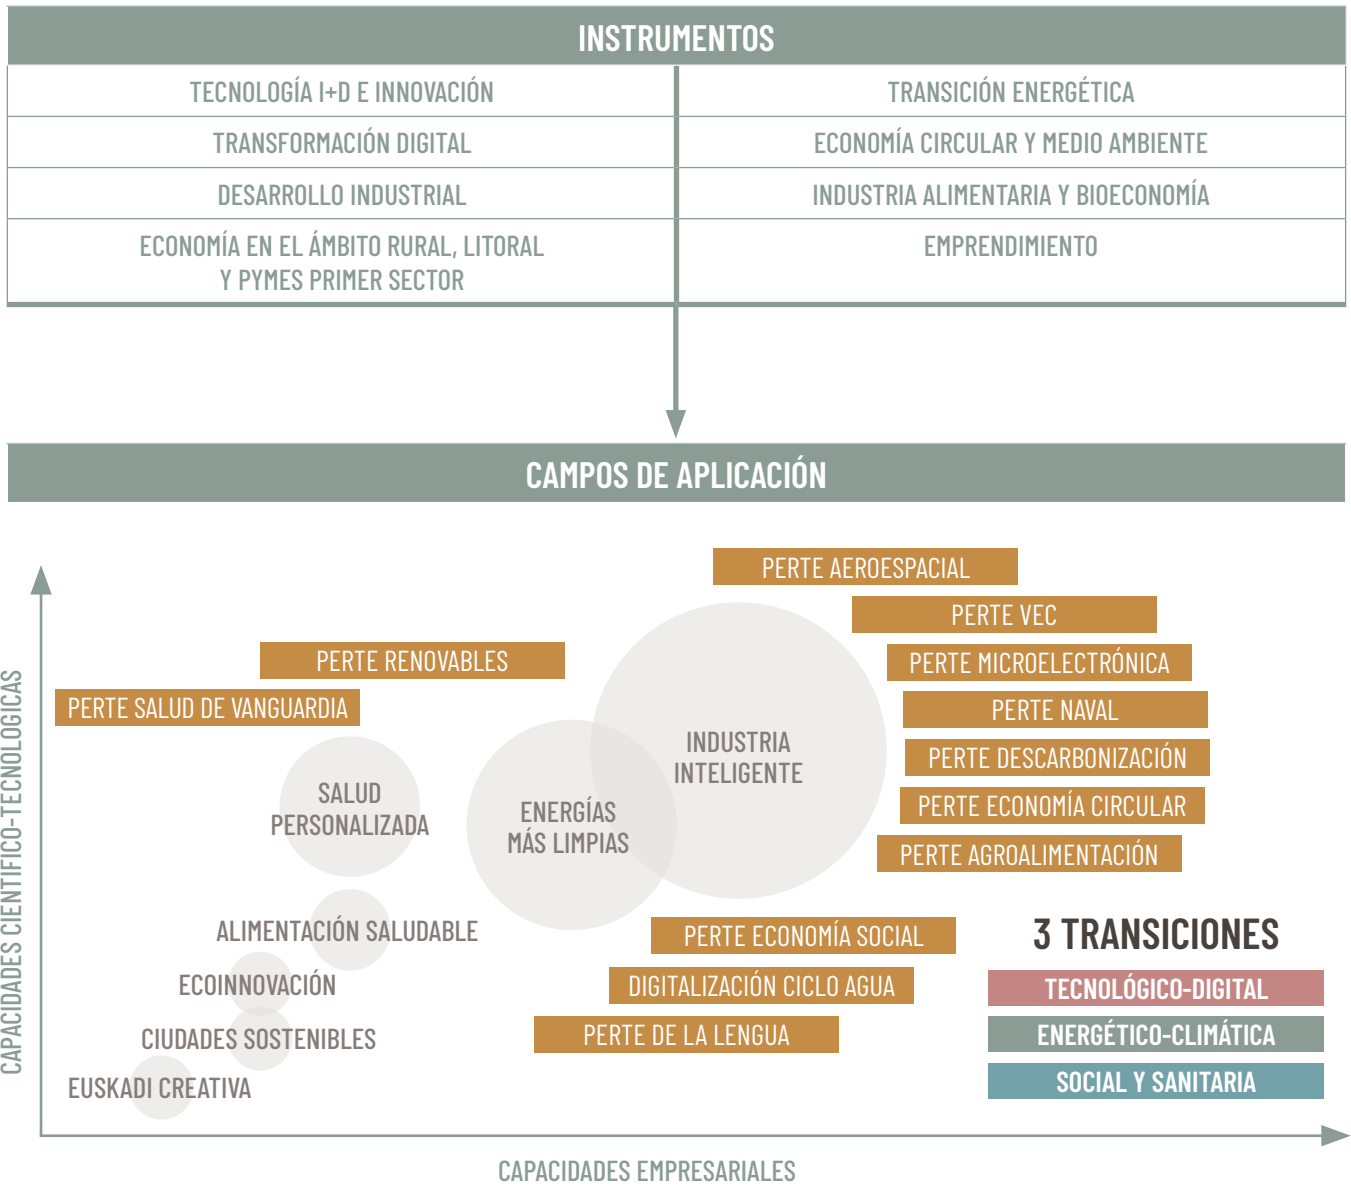 INSTRUMENTOS
TECNOLOGÍA I+D E INNOVACIÓN
TRANSICIÓN ENERGÉTICA
TRANSFORMACIÓN DIGITAL
ECONOMÍA CIRCULAR Y MEDIO AMBIENTE
DESARROLLO INDUSTRIAL
INDUSTRIA ALIMENTARIA Y BIOECONOMÍA
ECONOMÍA EN EL ÁMBITO RURAL, LITORAL
Y PYMES PRIMER SECTOR
EMPRENDIMIENTO
CAMPOS DE APLICACIÓN
CAPACIDADES CIENTIFICO-TECNOLOGICAS
PERTE AEROESPACIAL
PERTE VEC
PERTE RENOVABLES
PERTE MICROELECTRÓNICA
PERTE SALUD DE VANGUARDIA
PERTE NAVAL
INDUSTRIA
INTELIGENTE
PERTE DESCARBONIZACIÓN
SALUD
PERSONALIZADA
ENERGÍAS
MÁS LIMPIAS
PERTE ECONOMÍA CIRCULAR
PERTE AGROALIMENTACIÓN
ALIMENTACIÓN SALUDABLE
PERTE ECONOMÍA SOCIAL
ECOINNOVACIÓN
DIGITALIZACIÓN CICLO AGUA
CIUDADES SOSTENIBLES
PERTE DE LA LENGUA
EUSKADI CREATIVA
3 TRANSICIONES
TECNOLÓGICO-DIGITAL
ENERGÉTICO-CLIMÁTICA
SOCIAL Y SANITARIA
CAPACIDADES EMPRESARIALES